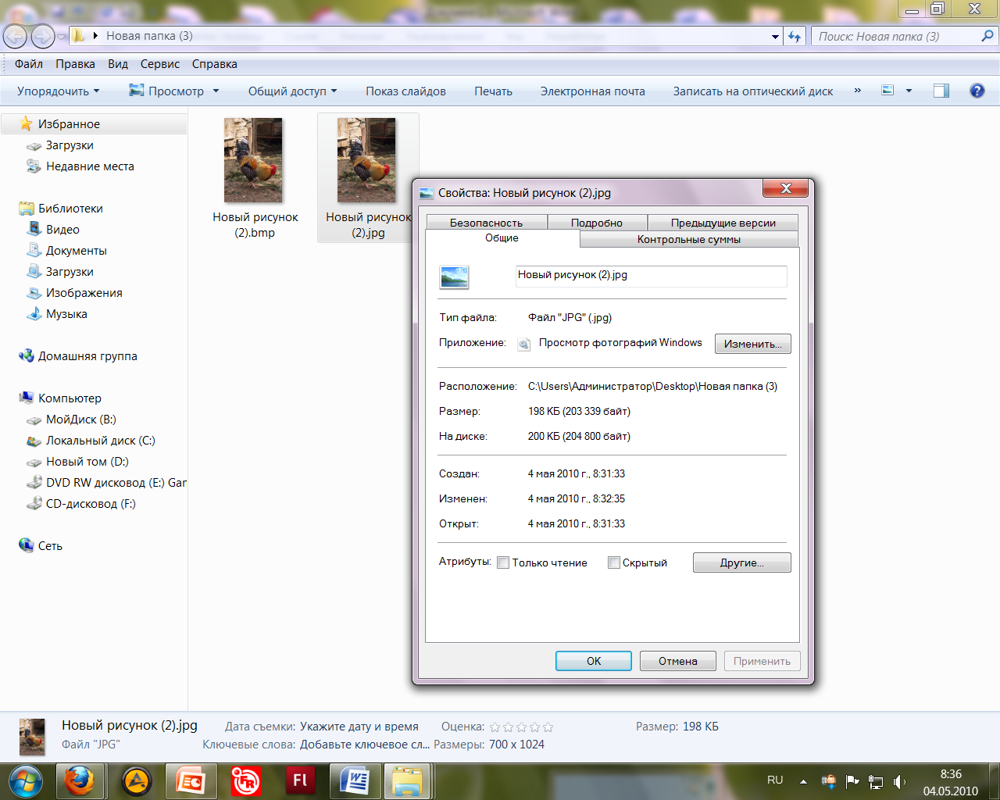 Новая папка (3)
Поиск: Новая папка (3)
Файл Правка Вид Сервис Справка
Упорядочить Просмотр Общий доступ Показ слайдов Печать Электронная почта Записать на оптический диск »
Избранное
Загрузки
Недавние места
Библиотеки
Видео
Документы
Загрузки
Изображения
Музыка
Домашняя группа
Компьютер
МойДиск (B:)
Локальный диск (C:)
Новый том (D:)
DVD RW дисковод (E:) Gar
CD-дисковод (F:)
Сеть
Новый рисунок
(2).bmp
Новый рисунок
(2).jpg
Свойства: Новый рисунок (2).jpg
Безопасность Подробно Предыдущие версии
Общие Контрольные суммы
Новый рисунок (2).jpg
Тип файла: Файл "JPG" (.jpg)
Приложение: Просмотр фотографий Windows Изменить...
Расположение: C:\Users\Администратор\Desktop\Новая папка (3)
Размер: 198 КБ (203 339 байт)
На диске: 200 КБ (204 800 байт)
Создан: 4 мая 2010 г., 8:31:33
Изменен: 4 мая 2010 г., 8:32:35
Открыт: 4 мая 2010 г., 8:31:33
Атрибуты: Только чтение Скрытый Другие...
OK Отмена Применить
Новый рисунок (2).jpg Дата съемки: Укажите дату и время Оценка: Размер: 198 КБ
Файл "JPG" Ключевые слова: Добавьте ключевое сл... Размеры: 700 x 1024
RU
8:36
04.05.2010